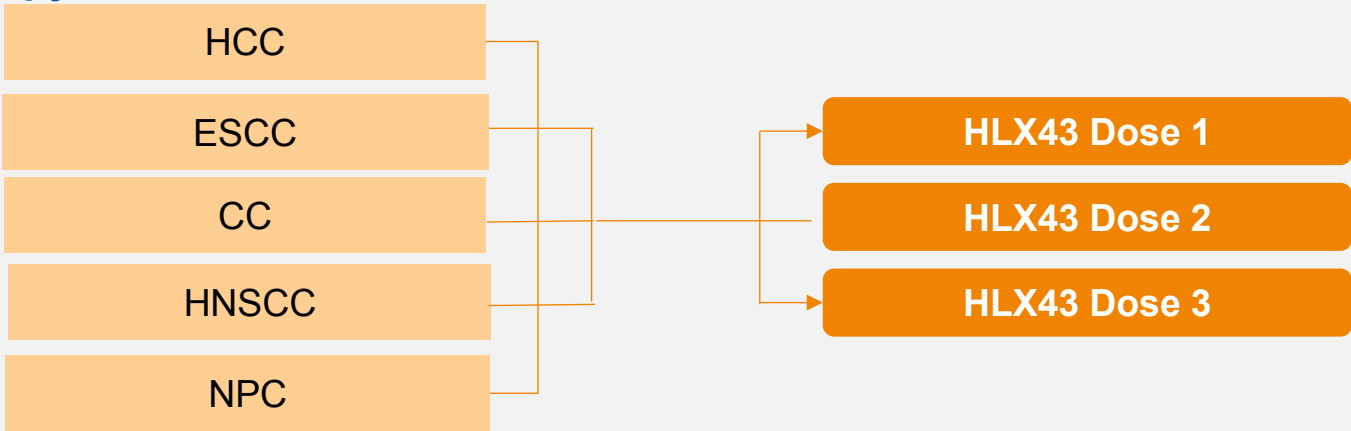 HCC
ESCC
CC
HNSCC
NPC
HLX43 Dose 1
HLX43 Dose 2
HLX43 Dose 3